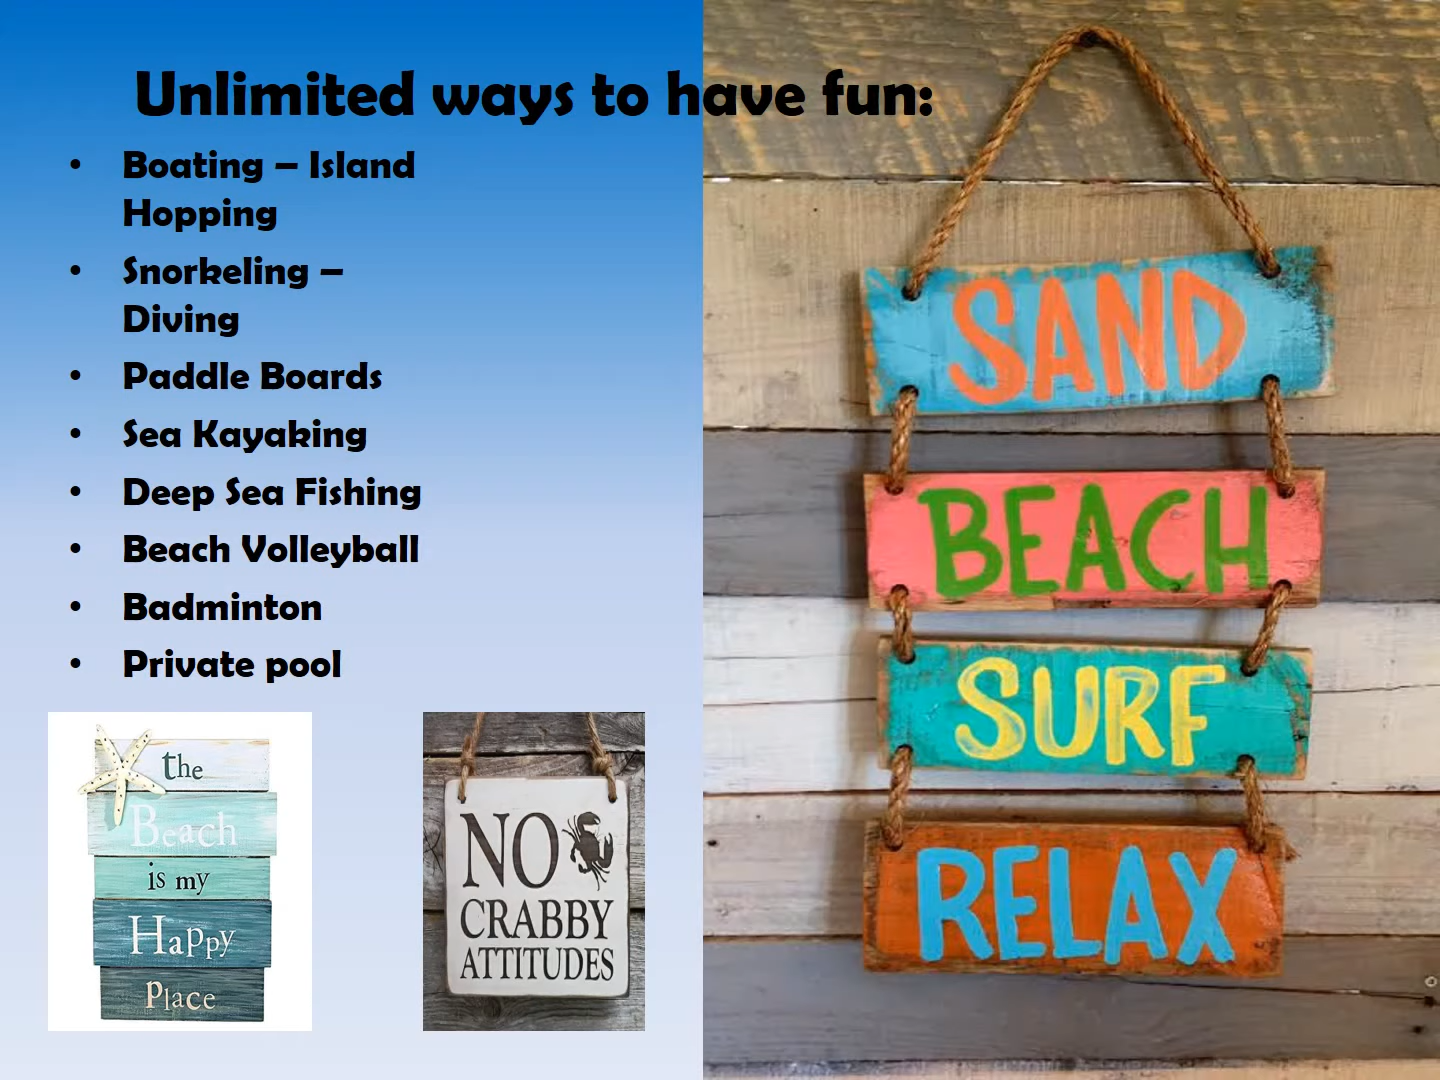 Unlimited ways to have fun:
• Boating – Island
Hopping
• Snorkeling –
Diving
• Paddle Boards
• Sea Kayaking
• Deep Sea Fishing
• Beach Volleyball
• Badminton
• Private pool
the
Beach
is my
Happy
Place
NO
CRABBY
ATTITUDES
SAND
BEACH
SURF
RELAX